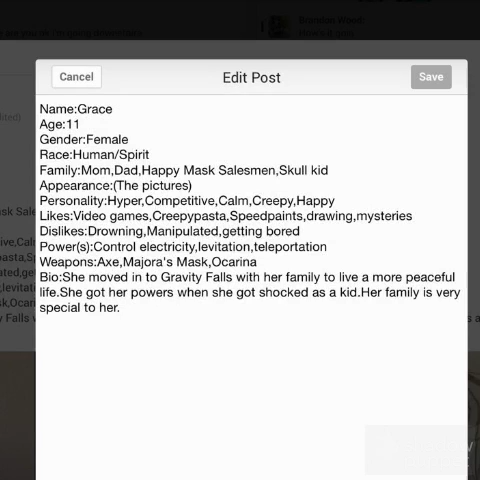 Brandon Wood
Cancel
Edit Post
Save
Name:Grace
Age:11
Gender:Female
Race:Human/Spirit
Family:Mom,Dad,Happy Mask Salesmen,Skull kid
Appearance:(The pictures)
Personality:Hyper,Competitive,Calm,Creepy,Happy
Likes:Video games,Creepypasta,Speedpaints,drawing,mysteries
Dislikes:Drowning,Manipulated,getting bored
Power(s):Control electricity,levitation,teleportation
Weapons:Axe,Majora's Mask,Ocarina
Bio:She moved in to Gravity Falls with her family to live a more peaceful
life.She got her powers when she got shocked as a kid.Her family is very
special to her.